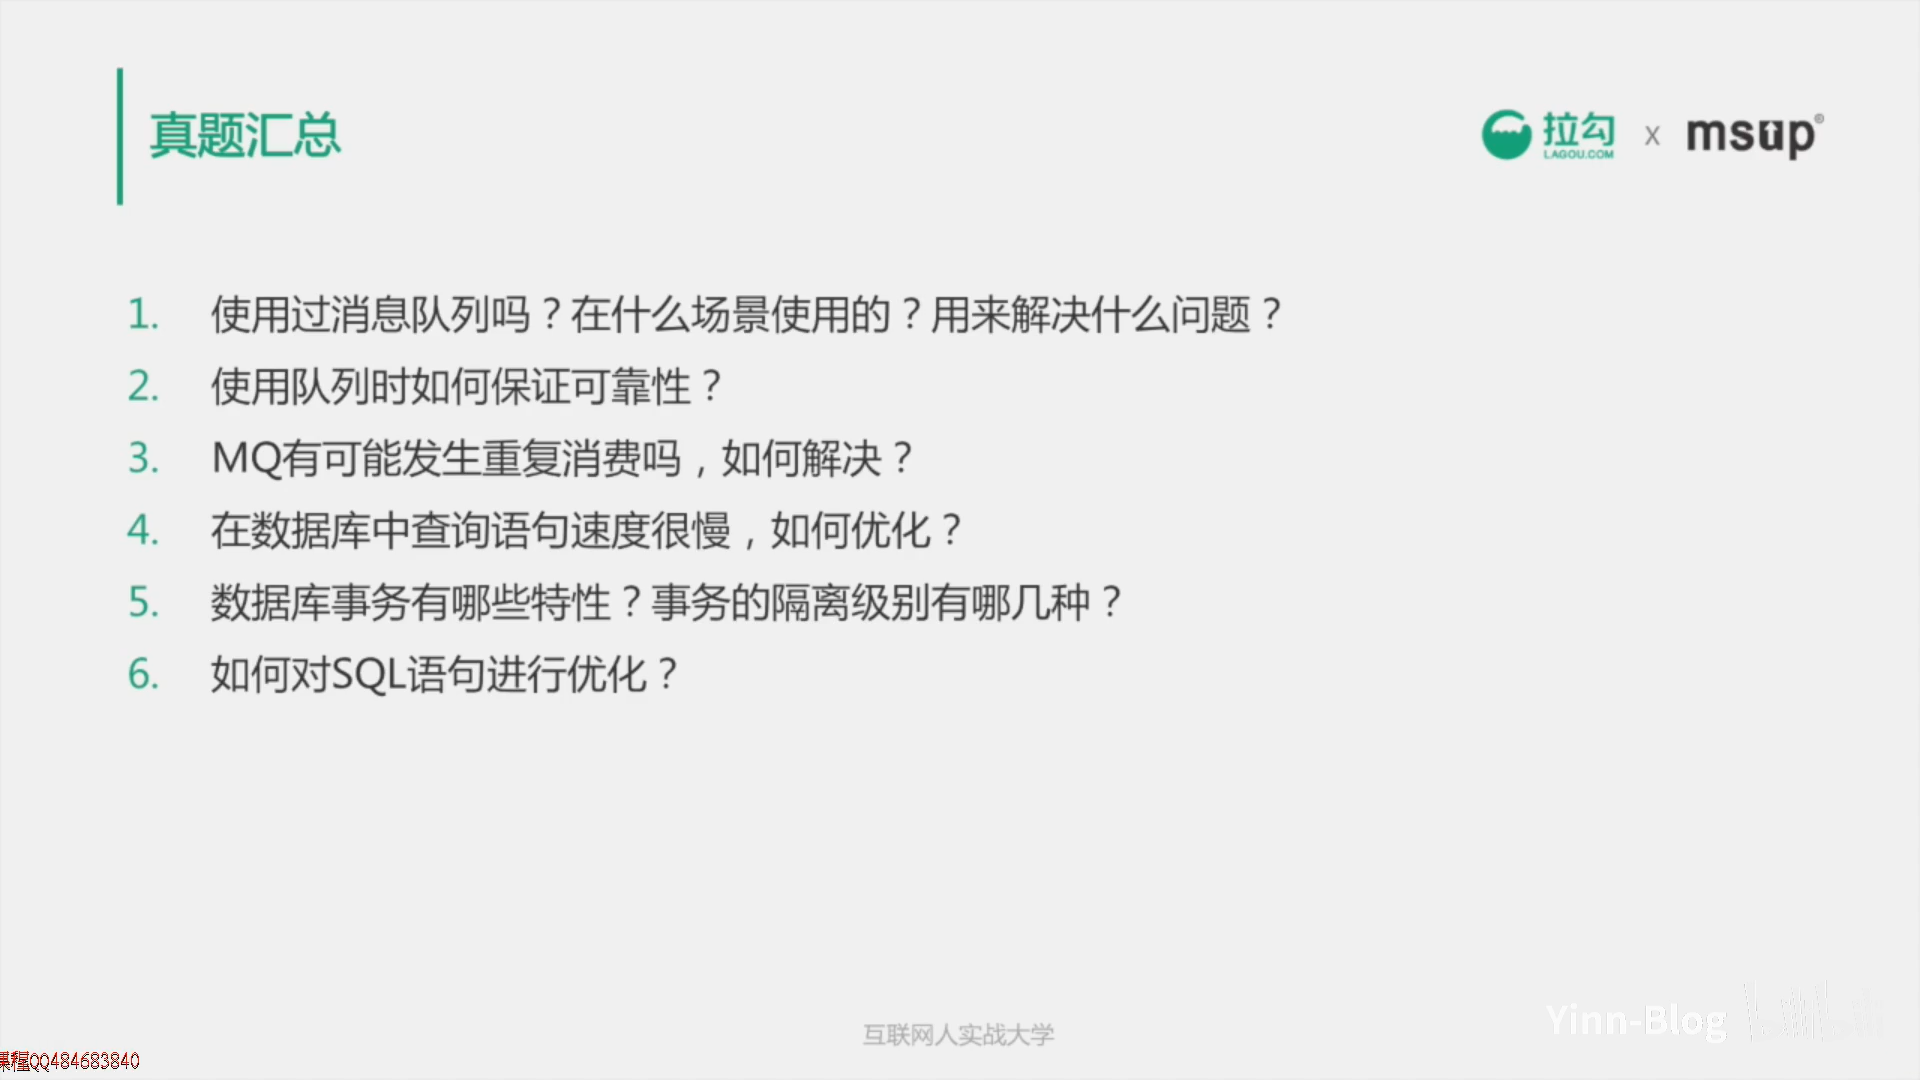 真题汇总
拉勾 x msup®
LAGOU.COM
1. 使用过消息队列吗？在什么场景使用的？用来解决什么问题？
2. 使用队列时如何保证可靠性？
3. MQ有可能发生重复消费吗，如何解决？
4. 在数据库中查询语句速度很慢，如何优化？
5. 数据库事务有哪些特性？事务的隔离级别有哪几种？
6. 如何对SQL语句进行优化？
Yinn-Blog
互联网人实战大学
QQ484683840